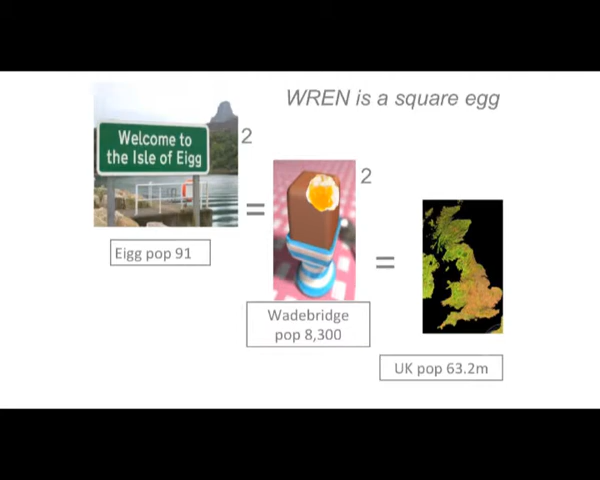 WREN is a square egg
Welcome to
the Isle of Eigg
2
=
Eigg pop 91
2
=
Wadebridge
pop 8,300
UK pop 63.2m